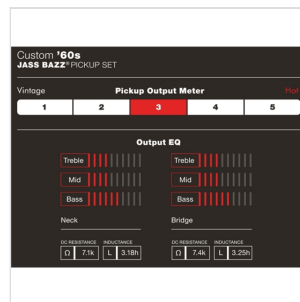 Custom '60s
JASS BAZZ® PICKUP SET
Vintage Pickup Output Meter Hot
1 2 3 4 5
Output EQ
Treble Treble
Mid Mid
Bass Bass
Neck Bridge
DC RESISTANCE INDUCTANCE DC RESISTANCE INDUCTANCE
Ω 7.1k L 3.18h Ω 7.4k L 3.25h